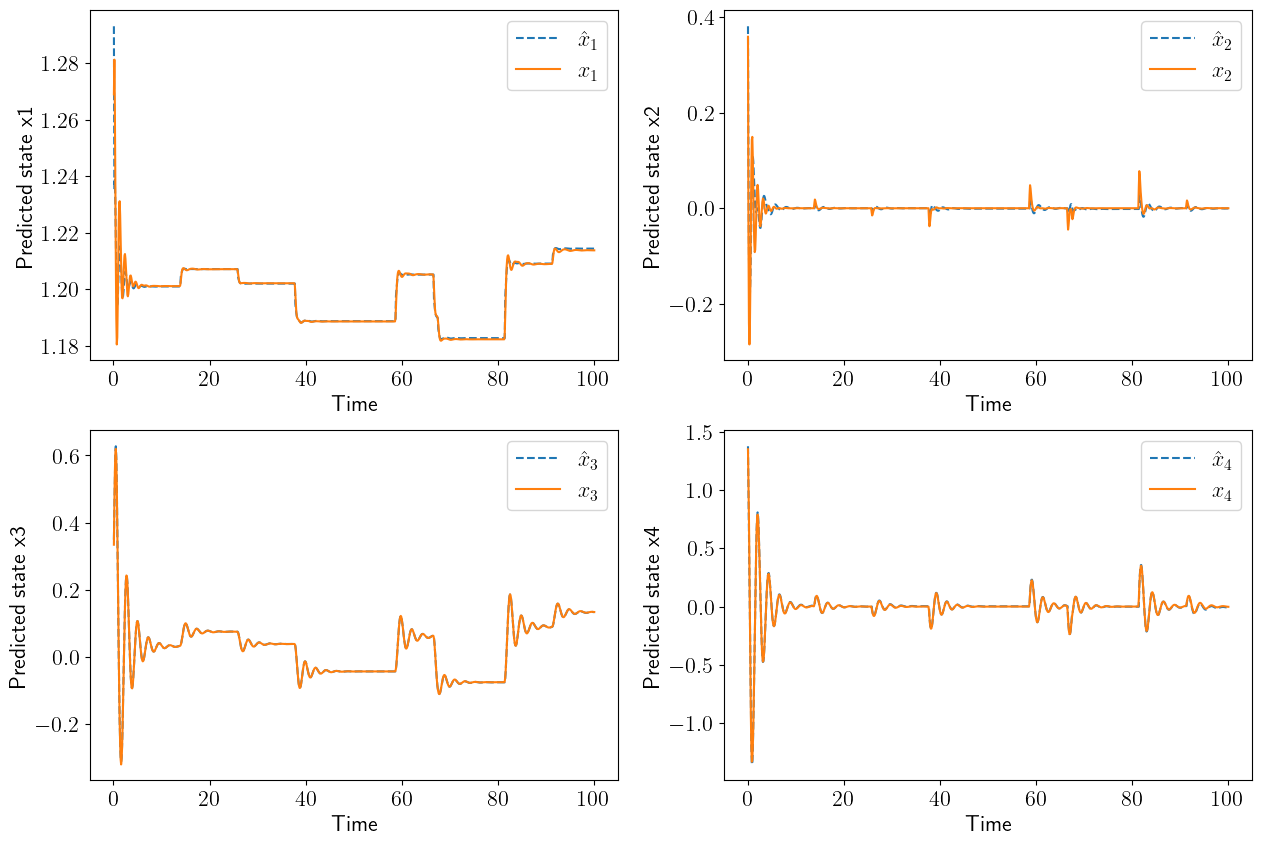 Predicted state x1
1.28
1.26
1.24
1.22
1.20
1.18
0 20 40 60 80 100
Time
x̂₁
x₁
Predicted state x2
0.4
0.2
0.0
−0.2
0 20 40 60 80 100
Time
x̂₂
x₂
Predicted state x3
0.6
0.4
0.2
0.0
−0.2
0 20 40 60 80 100
Time
x̂₃
x₃
Predicted state x4
1.5
1.0
0.5
0.0
−0.5
−1.0
0 20 40 60 80 100
Time
x̂₄
x₄